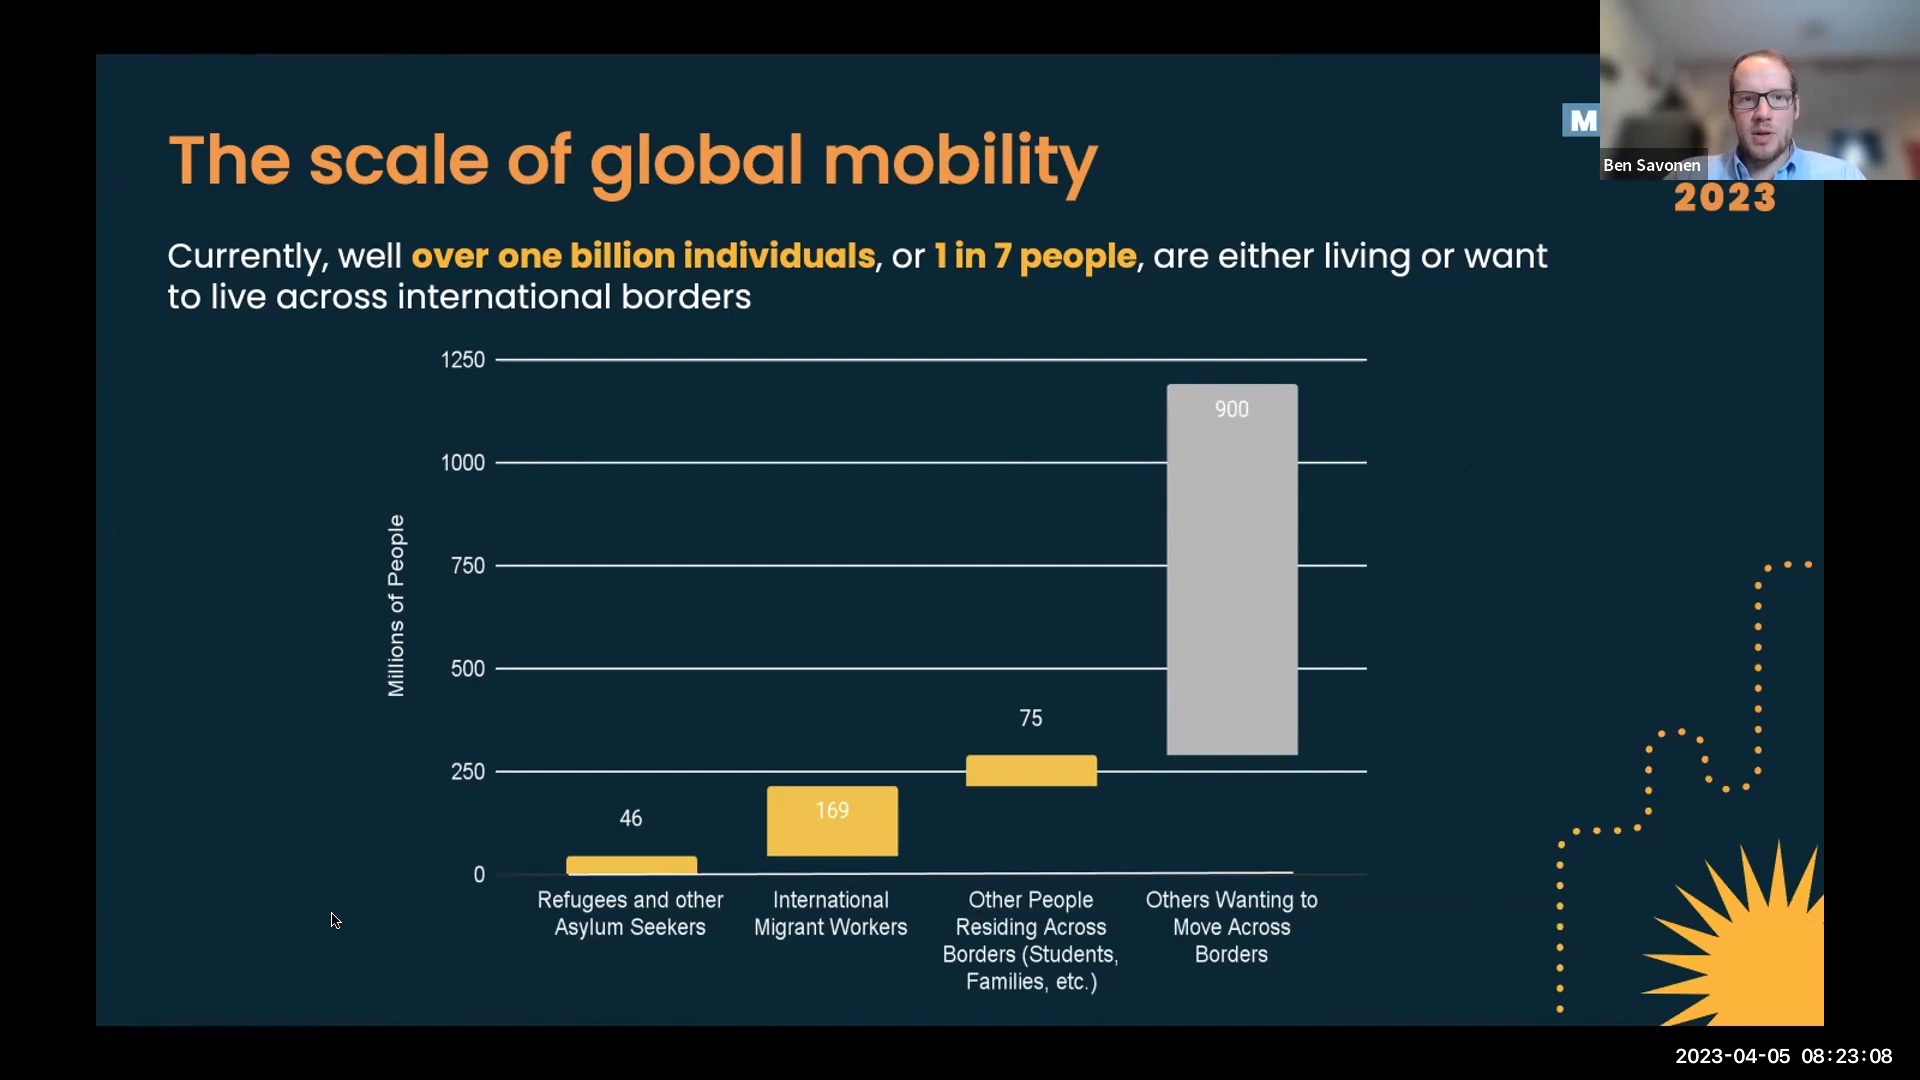 The scale of global mobility
M
Ben Savonen
2023
Currently, well over one billion individuals, or 1 in 7 people, are either living or want
to live across international borders
1250
1000
750
500
250
0
Millions of People
46
169
75
900
Refugees and other
Asylum Seekers
International
Migrant Workers
Other People
Residing Across
Borders (Students,
Families, etc.)
Others Wanting to
Move Across
Borders
2023-04-05 08:23:08